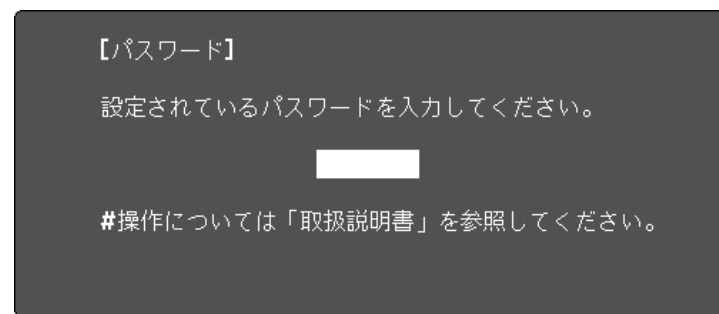 【パスワード】
設定されているパスワードを入力してください。
#操作については「取扱説明書」を参照してください。